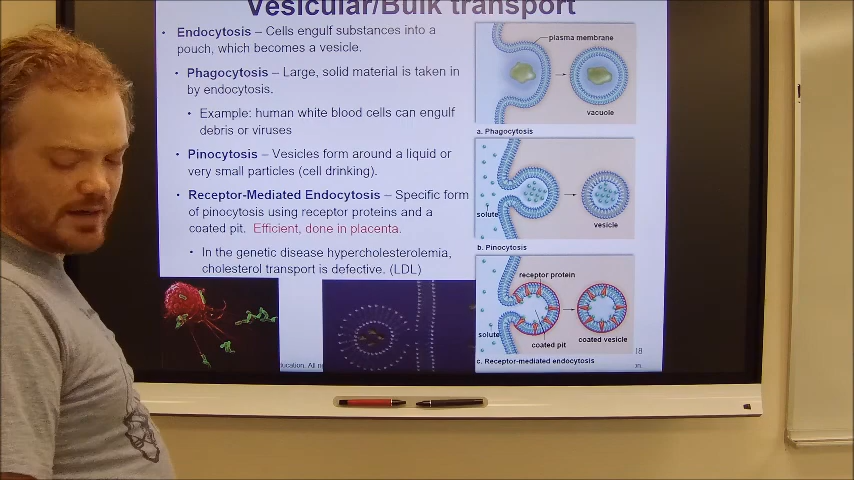 Vesicular/Bulk transport
• Endocytosis – Cells engulf substances into a
pouch, which becomes a vesicle.
• Phagocytosis – Large, solid material is taken in
by endocytosis.
• Example: human white blood cells can engulf
debris or viruses
• Pinocytosis – Vesicles form around a liquid or
very small particles (cell drinking).
• Receptor-Mediated Endocytosis – Specific form
of pinocytosis using receptor proteins and a
coated pit. Efficient, done in placenta.
• In the genetic disease hypercholesterolemia,
cholesterol transport is defective. (LDL)
plasma membrane
vacuole
a. Phagocytosis
solute
vesicle
b. Pinocytosis
receptor protein
solute
coated pit
coated vesicle
c. Receptor-mediated endocytosis